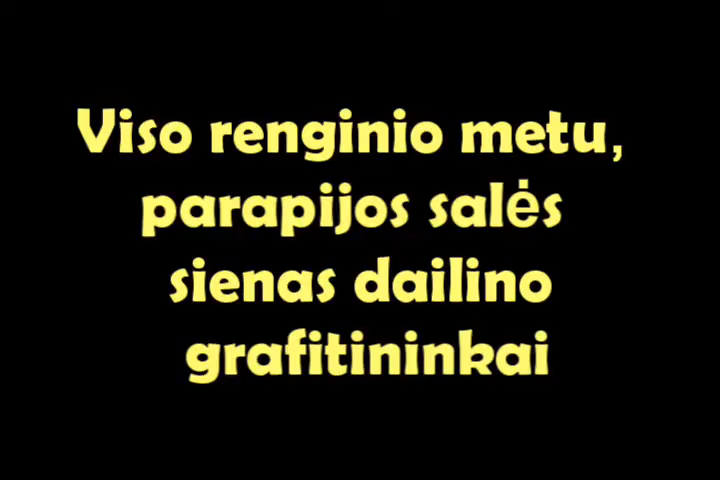 Viso renginio metu,
parapijos salės
sienas dailino
grafitininkai